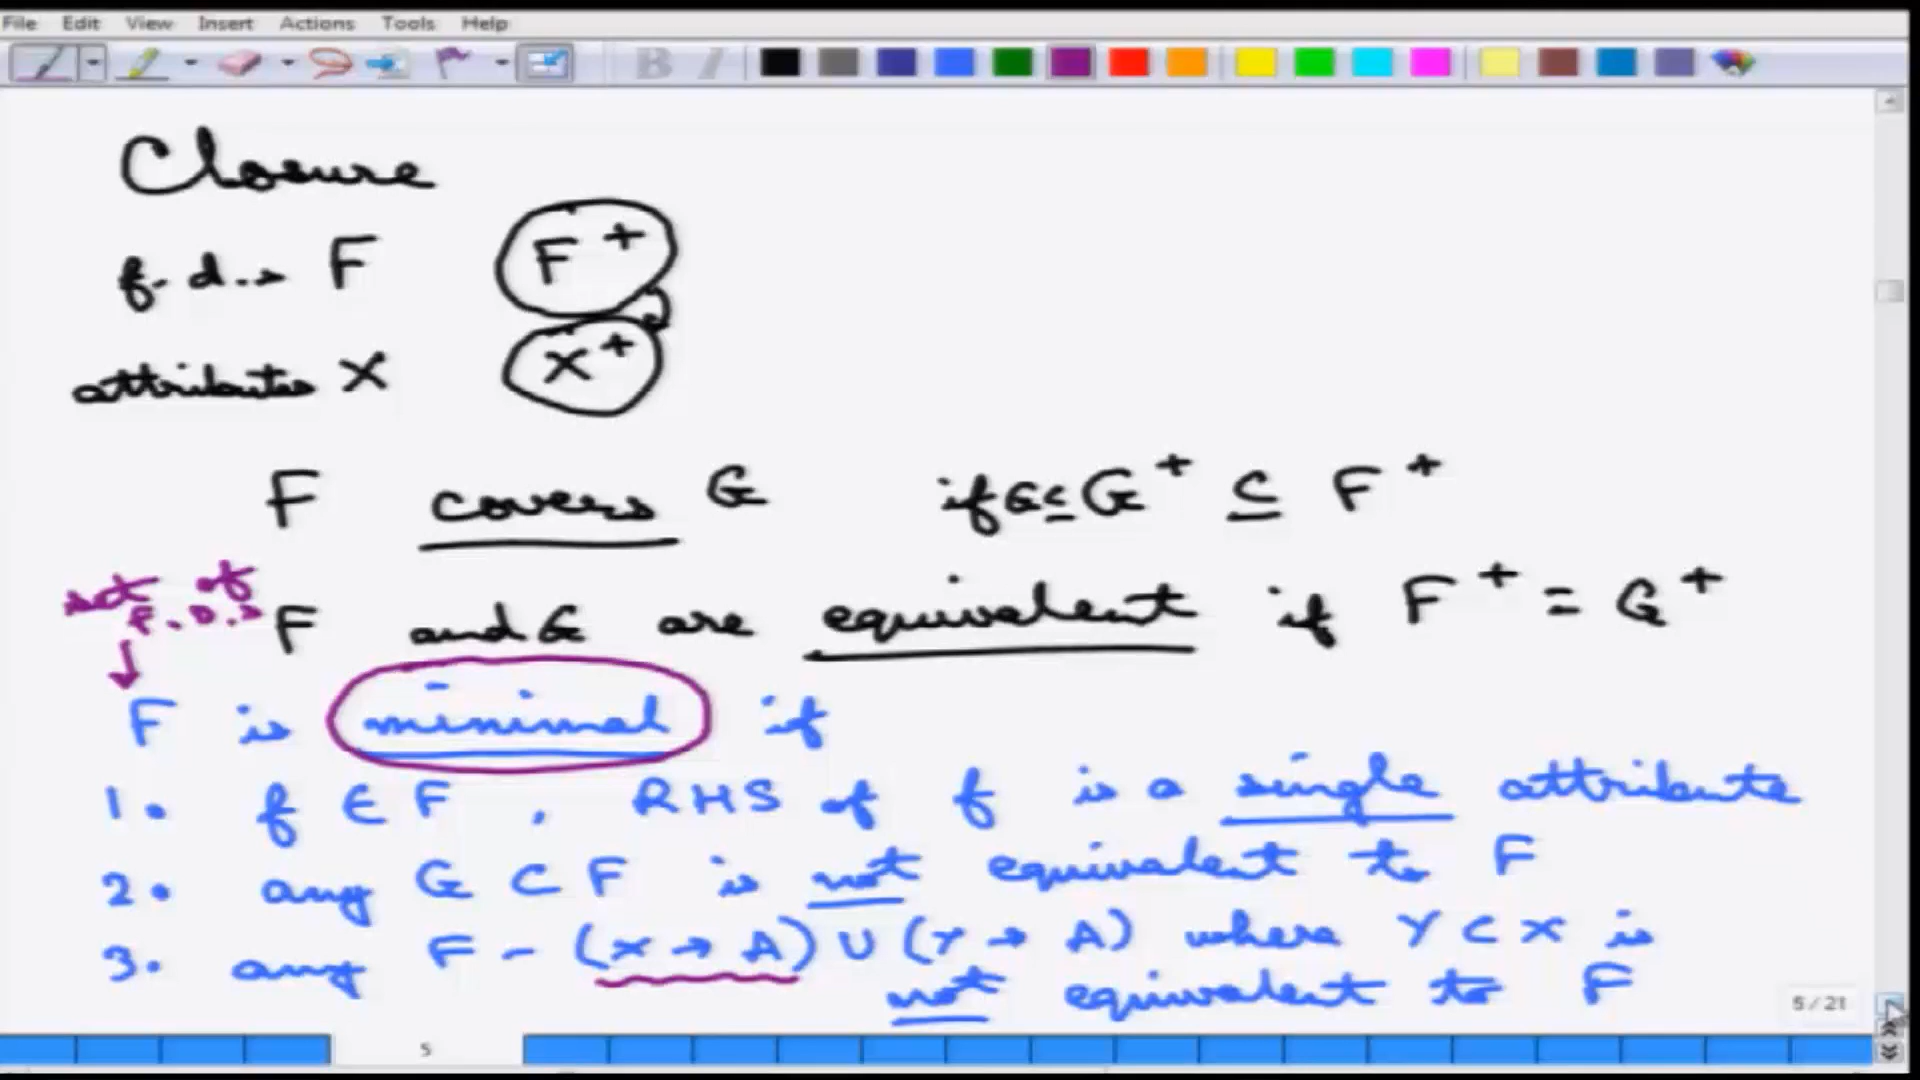 File Edit View Insert Actions Tools Help
B I
Closure
f.d.s F F+
attributes X X+
F covers G if G ⊆ G+ ⊆ F+
set of
F.D.s
F and G are equivalent if F+ = G+
F is minimal if
1. f ∈ F, RHS of f is a single attribute
2. any G ⊂ F is not equivalent to F
3. any F - (X → A) ∪ (Y → A) where Y ⊂ X is
not equivalent to F
5 / 21
5